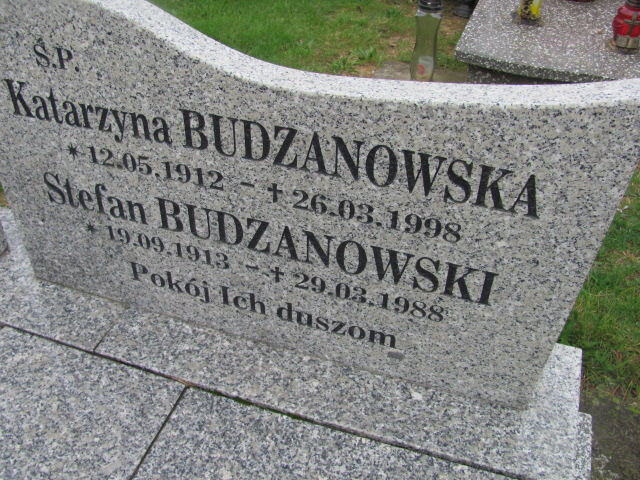 Ś.P.
Katarzyna BUDZANOWSKA
* 12.05.1912 - + 26.03.1998
Stefan BUDZANOWSKI
* 19.09.1913 - + 29.03.1988
Pokój Ich duszom